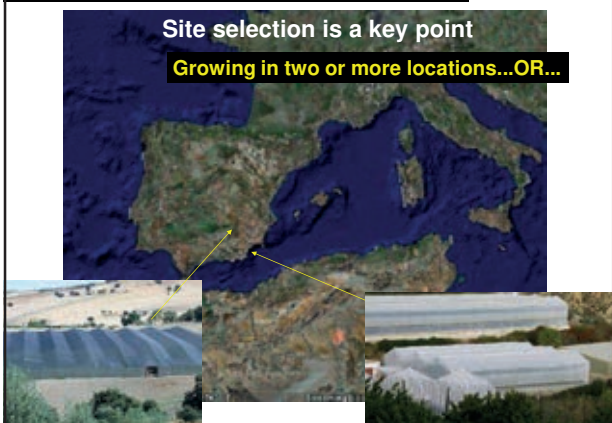 Site selection is a key point
Growing in two or more locations...OR...